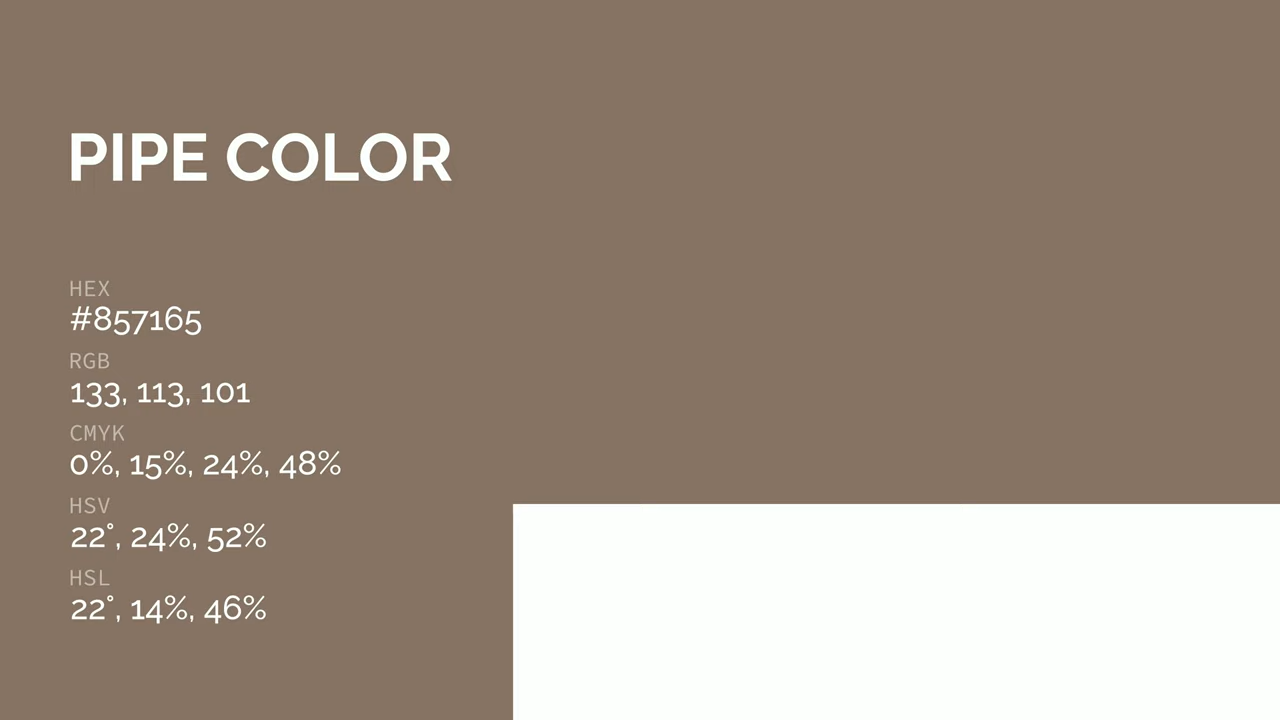 PIPE COLOR
HEX
#857165
RGB
133, 113, 101
CMYK
0%, 15%, 24%, 48%
HSV
22°, 24%, 52%
HSL
22°, 14%, 46%